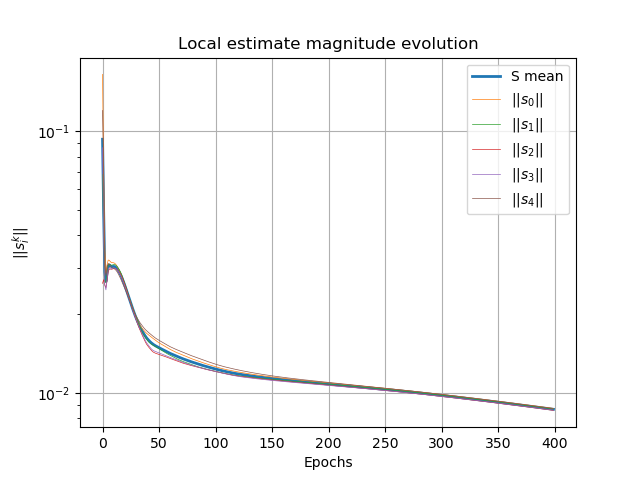 Local estimate magnitude evolution
S mean
||s₀||
||s₁||
||s₂||
||s₃||
||s₄||
10⁻¹
10⁻²
||sᵢᵏ||
0 50 100 150 200 250 300 350 400
Epochs